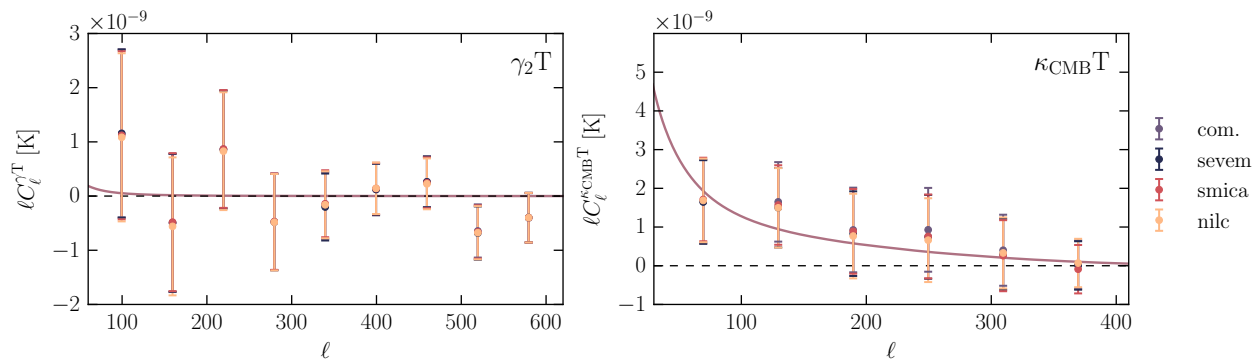 ×10⁻⁹
3
2
1
0
−1
−2
ℓC_ℓ^{γT} [K]
γ₂T
100 200 300 400 500 600
ℓ
×10⁻⁹
5
4
3
2
1
0
−1
ℓC_ℓ^{κ_CMB T} [K]
κ_CMB T
100 200 300 400
ℓ
com.
sevem
smica
nilc